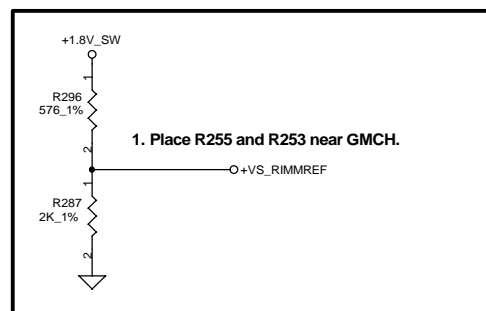 +1.8V_SW
1
R296
576_1%
2
1. Place R255 and R253 near GMCH.
+VS_RIMMREF
1
R287
2K_1%
2